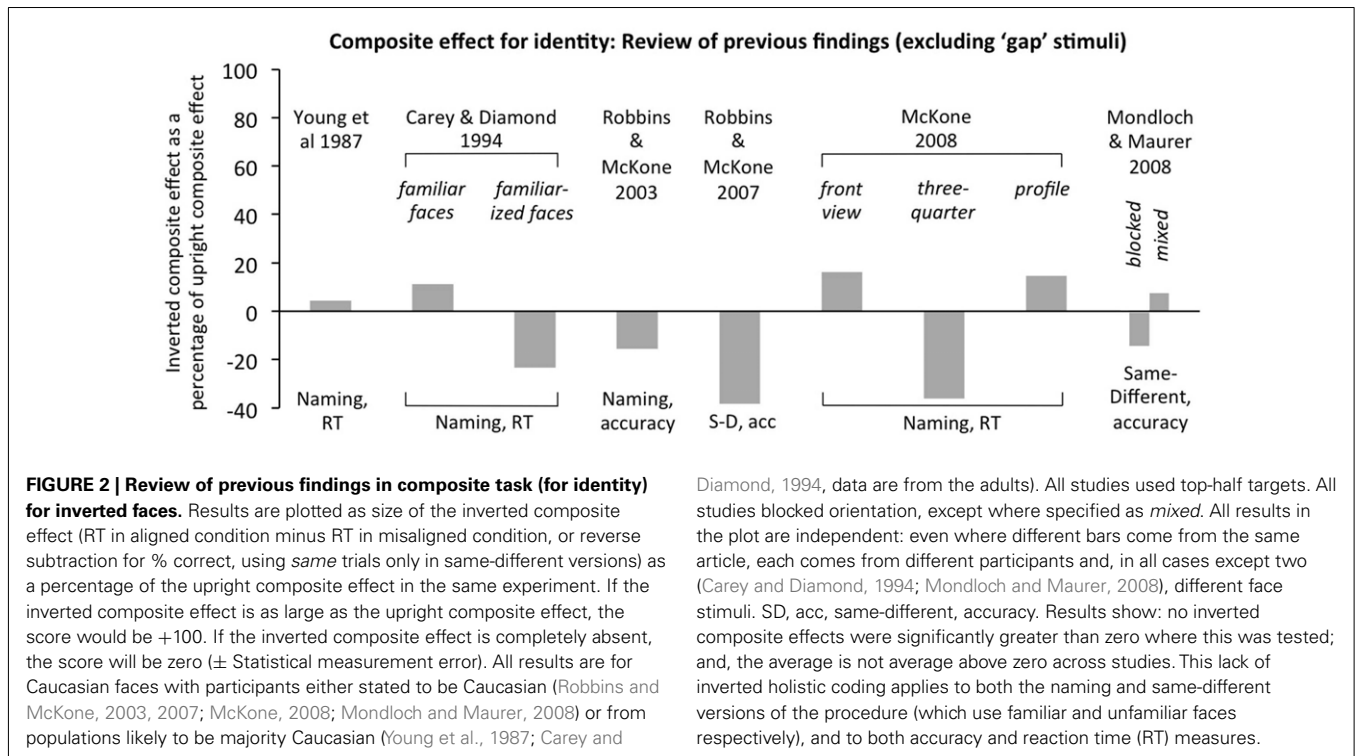 Composite effect for identity: Review of previous findings (excluding 'gap' stimuli)
Inverted composite effect as a
percentage of upright composite effect
100
80
60
40
20
0
-20
-40
Young et
al 1987
Carey & Diamond
1994
familiar
faces
familiar-
ized faces
Robbins
&
McKone
2003
Robbins
&
McKone
2007
McKone
2008
front
view
three-
quarter
profile
Mondloch
& Maurer
2008
blocked
mixed
Naming,
RT
Naming, RT
Naming,
accuracy
S-D, acc
Naming, RT
Same-
Different,
accuracy
FIGURE 2 | Review of previous findings in composite task (for identity)
for inverted faces. Results are plotted as size of the inverted composite
effect (RT in aligned condition minus RT in misaligned condition, or reverse
subtraction for % correct, using same trials only in same-different versions) as
a percentage of the upright composite effect in the same experiment. If the
inverted composite effect is as large as the upright composite effect, the
score would be +100. If the inverted composite effect is completely absent,
the score will be zero (± Statistical measurement error). All results are for
Caucasian faces with participants either stated to be Caucasian (Robbins and
McKone, 2003, 2007; McKone, 2008; Mondloch and Maurer, 2008) or from
populations likely to be majority Caucasian (Young et al., 1987; Carey and
Diamond, 1994, data are from the adults). All studies used top-half targets. All
studies blocked orientation, except where specified as mixed. All results in
the plot are independent: even where different bars come from the same
article, each comes from different participants and, in all cases except two
(Carey and Diamond, 1994; Mondloch and Maurer, 2008), different face
stimuli. SD, acc, same-different, accuracy. Results show: no inverted
composite effects were significantly greater than zero where this was tested;
and, the average is not average above zero across studies. This lack of
inverted holistic coding applies to both the naming and same-different
versions of the procedure (which use familiar and unfamiliar faces
respectively), and to both accuracy and reaction time (RT) measures.